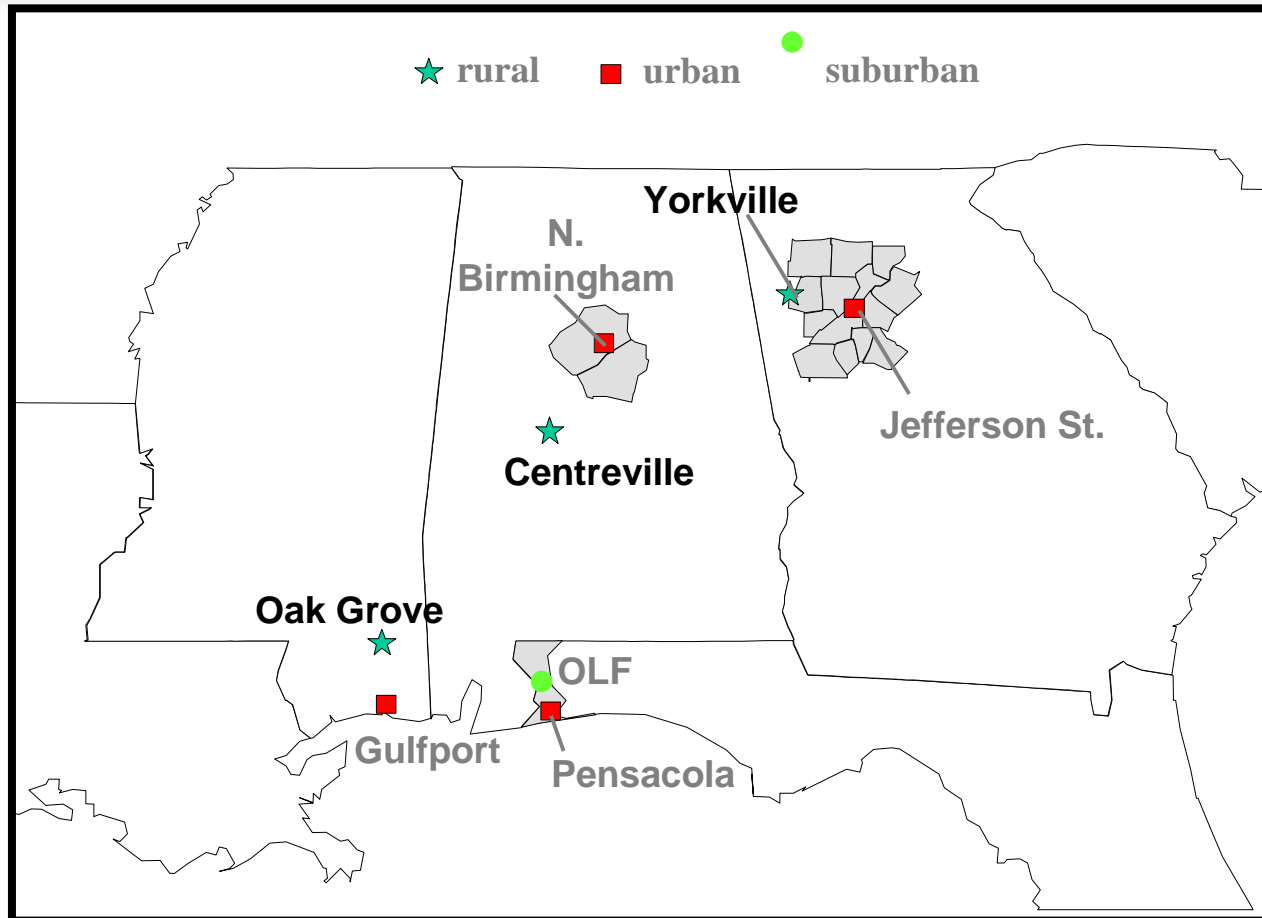 rural urban suburban
Yorkville
N.
Birmingham
Jefferson St.
Centreville
Oak Grove
OLF
Gulfport
Pensacola